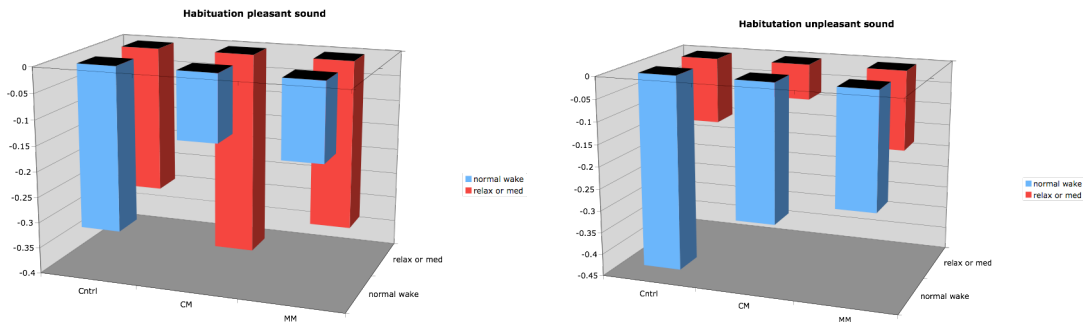 Habituation pleasant sound
0
-0.05
-0.1
-0.15
-0.2
-0.25
-0.3
-0.35
-0.4
Cntrl
CM
MM
normal wake
relax or med
normal wake
relax or med
Habitutation unpleasant sound
0
-0.05
-0.1
-0.15
-0.2
-0.25
-0.3
-0.35
-0.4
-0.45
Cntrl
CM
MM
normal wake
relax or med
normal wake
relax or med